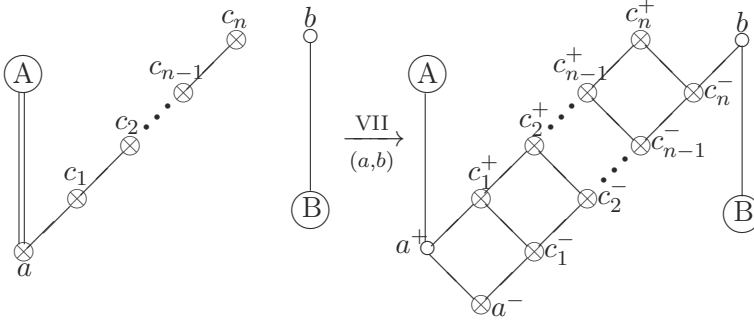 c_n
b
c_n^+
b
A
c_{n-1}
c_{n-1}^+
A
c_n^-
c_2
VII
(a,b)
c_2^+
c_{n-1}^-
c_1
c_1^+
c_2^-
B
B
a^+
c_1^-
a
a^-